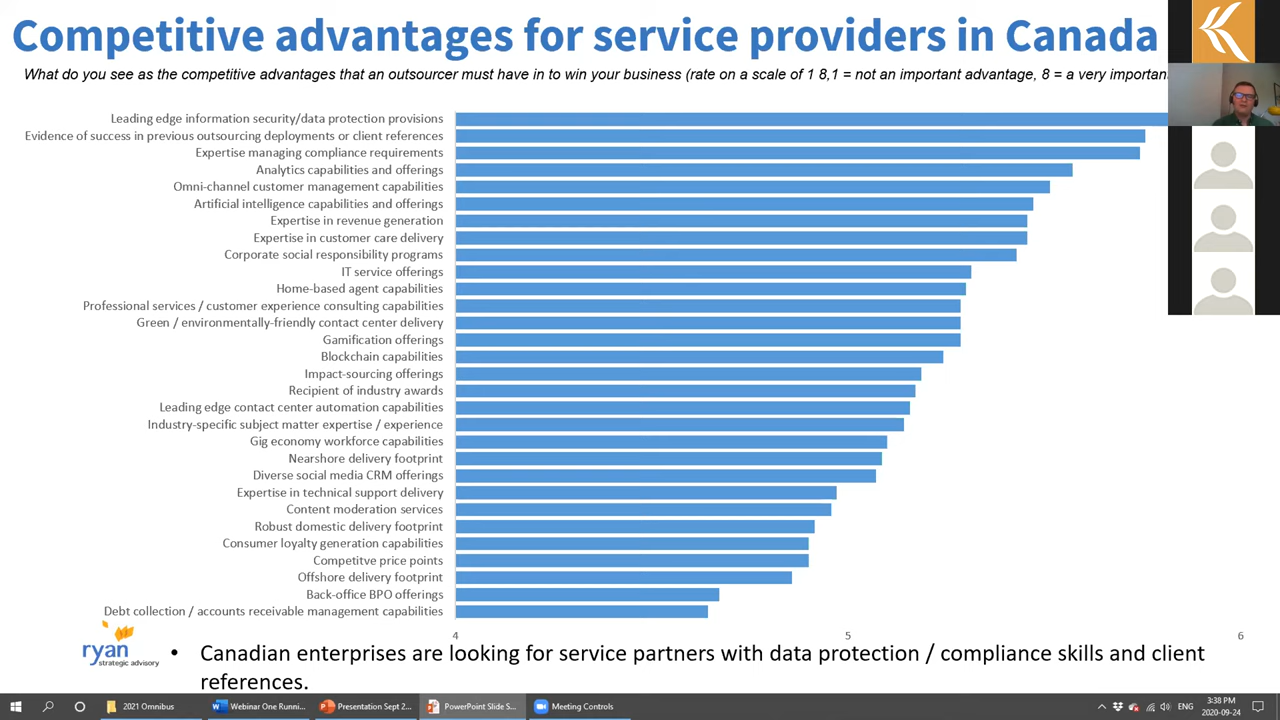 Competitive advantages for service providers in Canada
What do you see as the competitive advantages that an outsourcer must have in to win your business (rate on a scale of 1 8,1 = not an important advantage, 8 = a very important
Leading edge information security/data protection provisions
Evidence of success in previous outsourcing deployments or client references
Expertise managing compliance requirements
Analytics capabilities and offerings
Omni-channel customer management capabilities
Artificial intelligence capabilities and offerings
Expertise in revenue generation
Expertise in customer care delivery
Corporate social responsibility programs
IT service offerings
Home-based agent capabilities
Professional services / customer experience consulting capabilities
Green / environmentally-friendly contact center delivery
Gamification offerings
Blockchain capabilities
Impact-sourcing offerings
Recipient of industry awards
Leading edge contact center automation capabilities
Industry-specific subject matter expertise / experience
Gig economy workforce capabilities
Nearshore delivery footprint
Diverse social media CRM offerings
Expertise in technical support delivery
Content moderation services
Robust domestic delivery footprint
Consumer loyalty generation capabilities
Competitve price points
Offshore delivery footprint
Back-office BPO offerings
Debt collection / accounts receivable management capabilities
4 5 6
ryan
strategic advisory
• Canadian enterprises are looking for service partners with data protection / compliance skills and client
references.
2021 Omnibus
Webinar One Runni...
Presentation Sept 2...
PowerPoint Slide S...
Meeting Controls
ENG
3:38 PM
2020-09-24